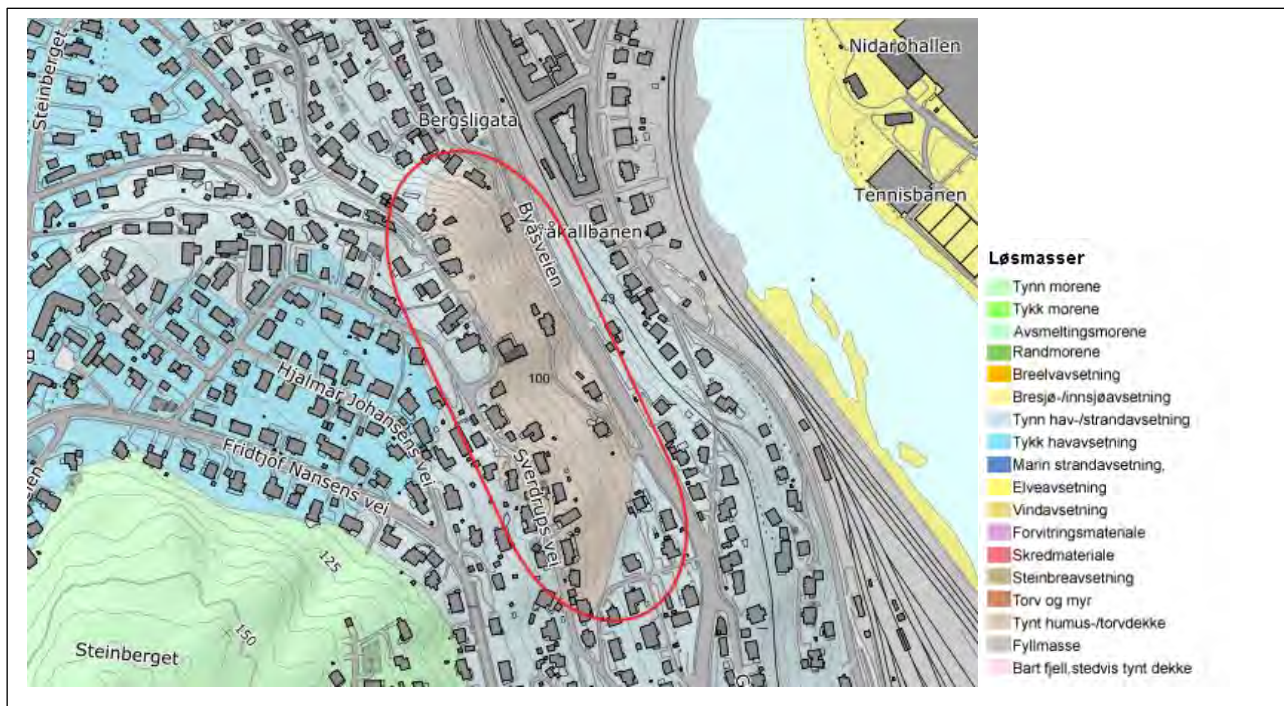 Steinberget
Nidarohallen
Bergsligata
Tennisbanen
Byåsveien
åkallbanen
43
100
Hjalmar Johansens vei
Fridtjof Nansens vei
Sverdrups vei
125
150
Steinberget
G
g
eien
Løsmasser
Tynn morene
Tykk morene
Avsmeltingsmorene
Randmorene
Breelvavsetning
Bresjø-/innsjøavsetning
Tynn hav-/strandavsetning
Tykk havavsetning
Marin strandavsetning,
Elveavsetning
Vindavsetning
Forvitringsmateriale
Skredmateriale
Steinbreavsetning
Torv og myr
Tynt humus-/torvdekke
Fyllmasse
Bart fjell,stedvis tynt dekke